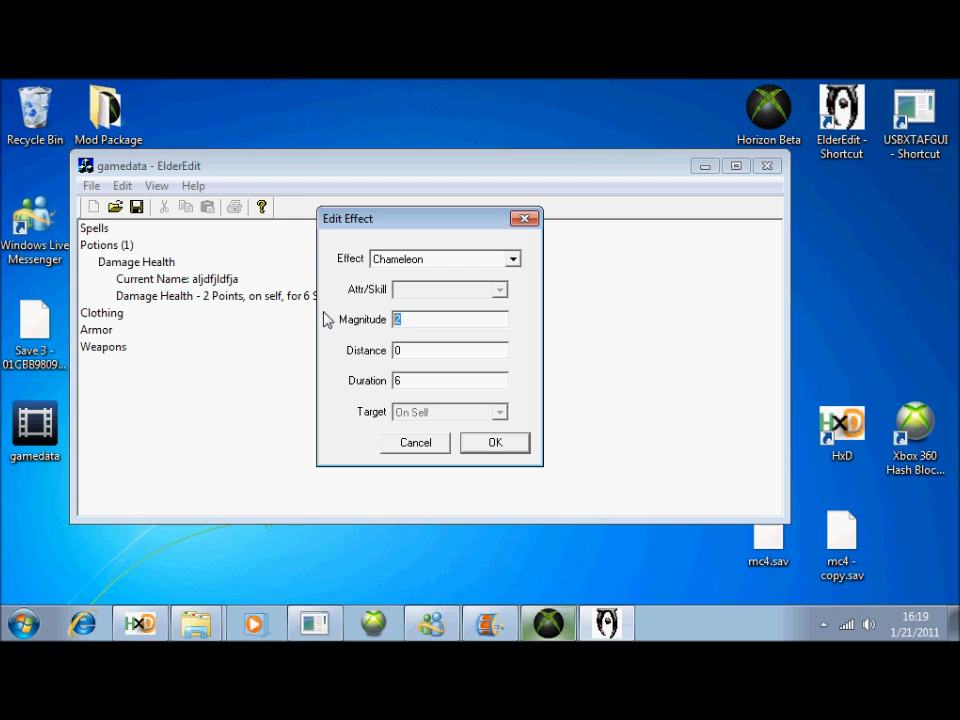 Recycle Bin
Mod Package
Horizon Beta
ElderEdit -
Shortcut
USBXTAFGUI
- Shortcut
gamedata - ElderEdit
File Edit View Help
Spells
Potions (1)
Damage Health
Current Name: aljdfjldfja
Damage Health - 2 Points, on self, for 6 S
Clothing
Armor
Weapons
Edit Effect
Effect Chameleon
Attr/Skill
Magnitude 2
Distance 0
Duration 6
Target On Self
Cancel OK
Windows Live
Messenger
Save 3 -
01CBB9809...
gamedata
HxD
HxD
Xbox 360
Hash Bloc...
mc4.sav
mc4 -
copy.sav
HxD
16:19
1/21/2011